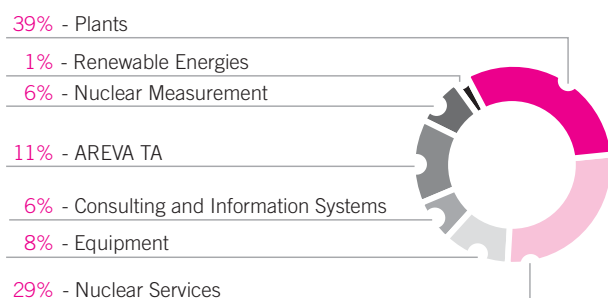 39% - Plants
1% - Renewable Energies
6% - Nuclear Measurement
11% - AREVA TA
6% - Consulting and Information Systems
8% - Equipment
29% - Nuclear Services